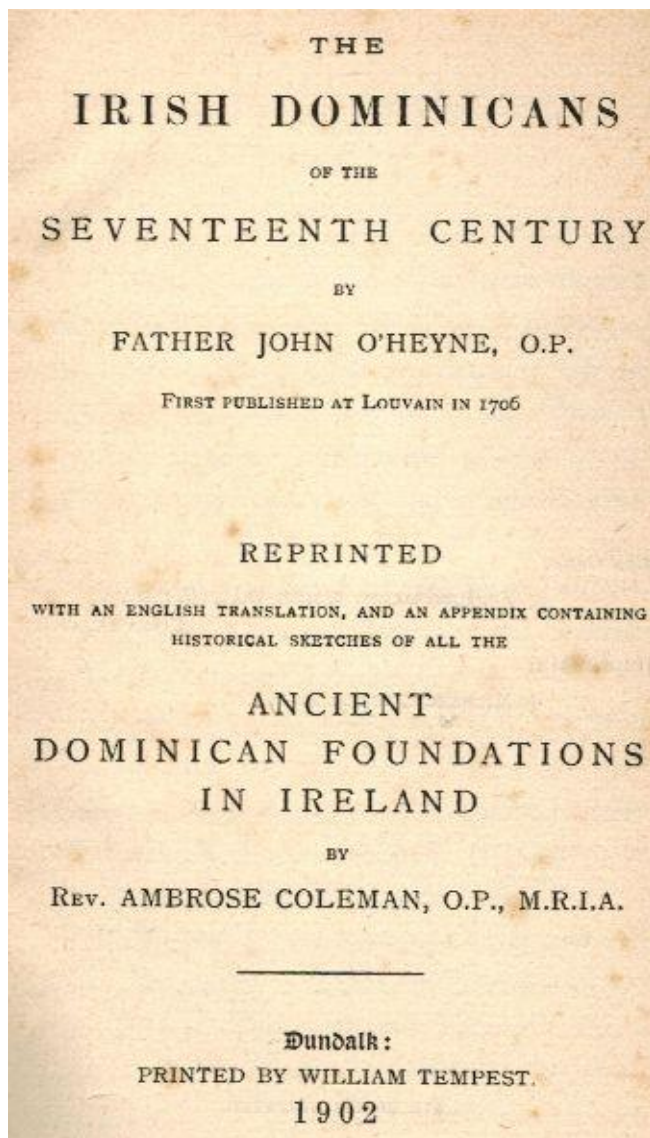 THE
IRISH DOMINICANS
OF THE
SEVENTEENTH CENTURY
BY
FATHER JOHN O'HEYNE, O.P.
FIRST PUBLISHED AT LOUVAIN IN 1706
REPRINTED
WITH AN ENGLISH TRANSLATION, AND AN APPENDIX CONTAINING
HISTORICAL SKETCHES OF ALL THE
ANCIENT
DOMINICAN FOUNDATIONS
IN IRELAND
BY
REV. AMBROSE COLEMAN, O.P., M.R.I.A.
Dundalk:
PRINTED BY WILLIAM TEMPEST.
1902